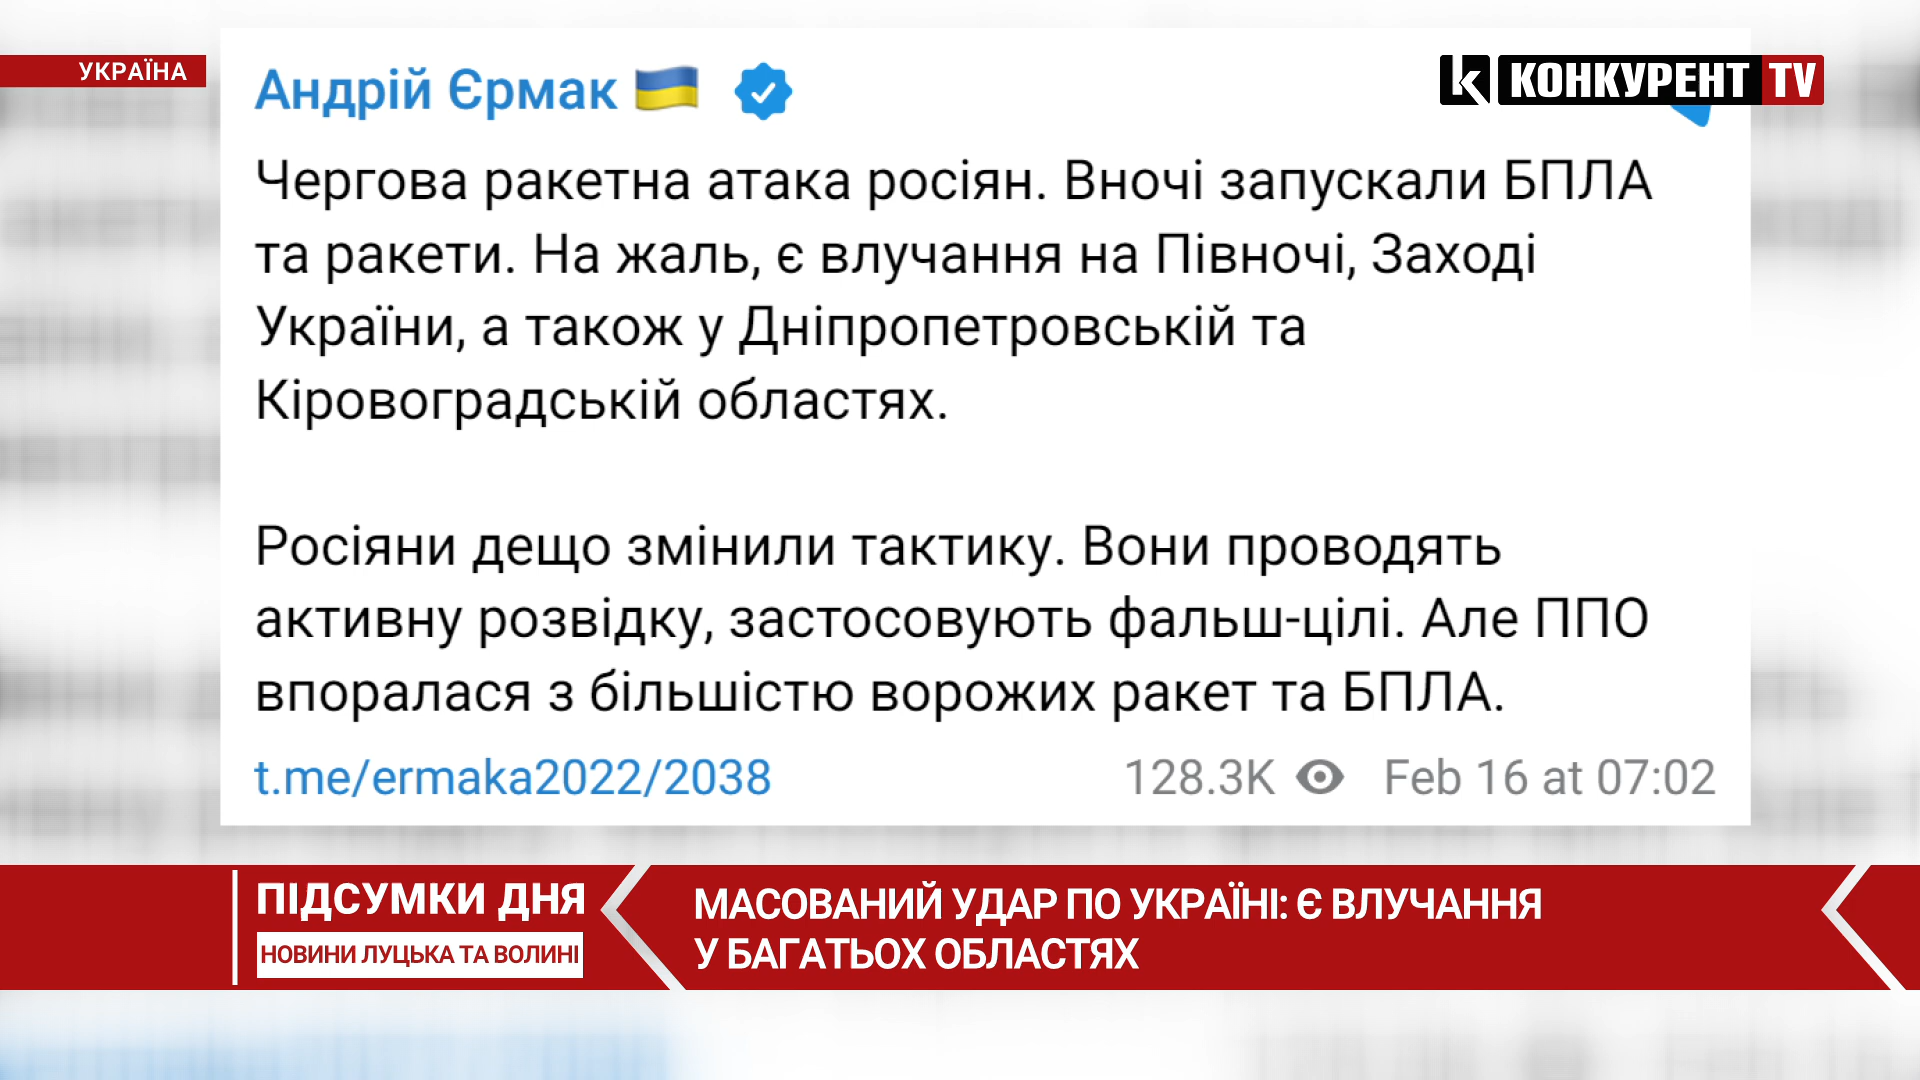 УКРАЇНА
КОНКУРЕНТ TV
Андрій Єрмак 🇺🇦
Чергова ракетна атака росіян. Вночі запускали БПЛА
та ракети. На жаль, є влучання на Півночі, Заході
України, а також у Дніпропетровській та
Кіровоградській областях.
Росіяни дещо змінили тактику. Вони проводять
активну розвідку, застосовують фальш-цілі. Але ППО
впоралася з більшістю ворожих ракет та БПЛА.
t.me/ermaka2022/2038 128.3K Feb 16 at 07:02
ПІДСУМКИ ДНЯ
НОВИНИ ЛУЦЬКА ТА ВОЛИНІ
МАСОВАНИЙ УДАР ПО УКРАЇНІ: Є ВЛУЧАННЯ
У БАГАТЬОХ ОБЛАСТЯХ